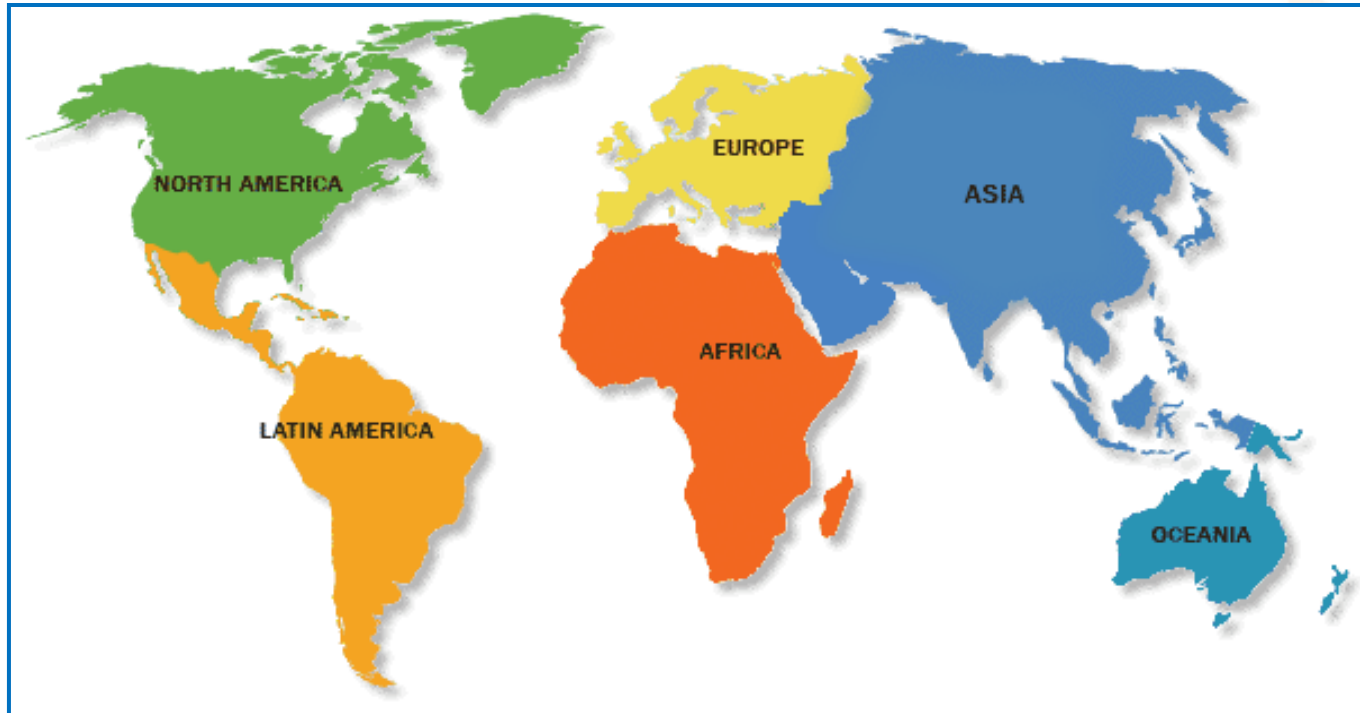 EUROPE
NORTH AMERICA
ASIA
AFRICA
LATIN AMERICA
OCEANIA